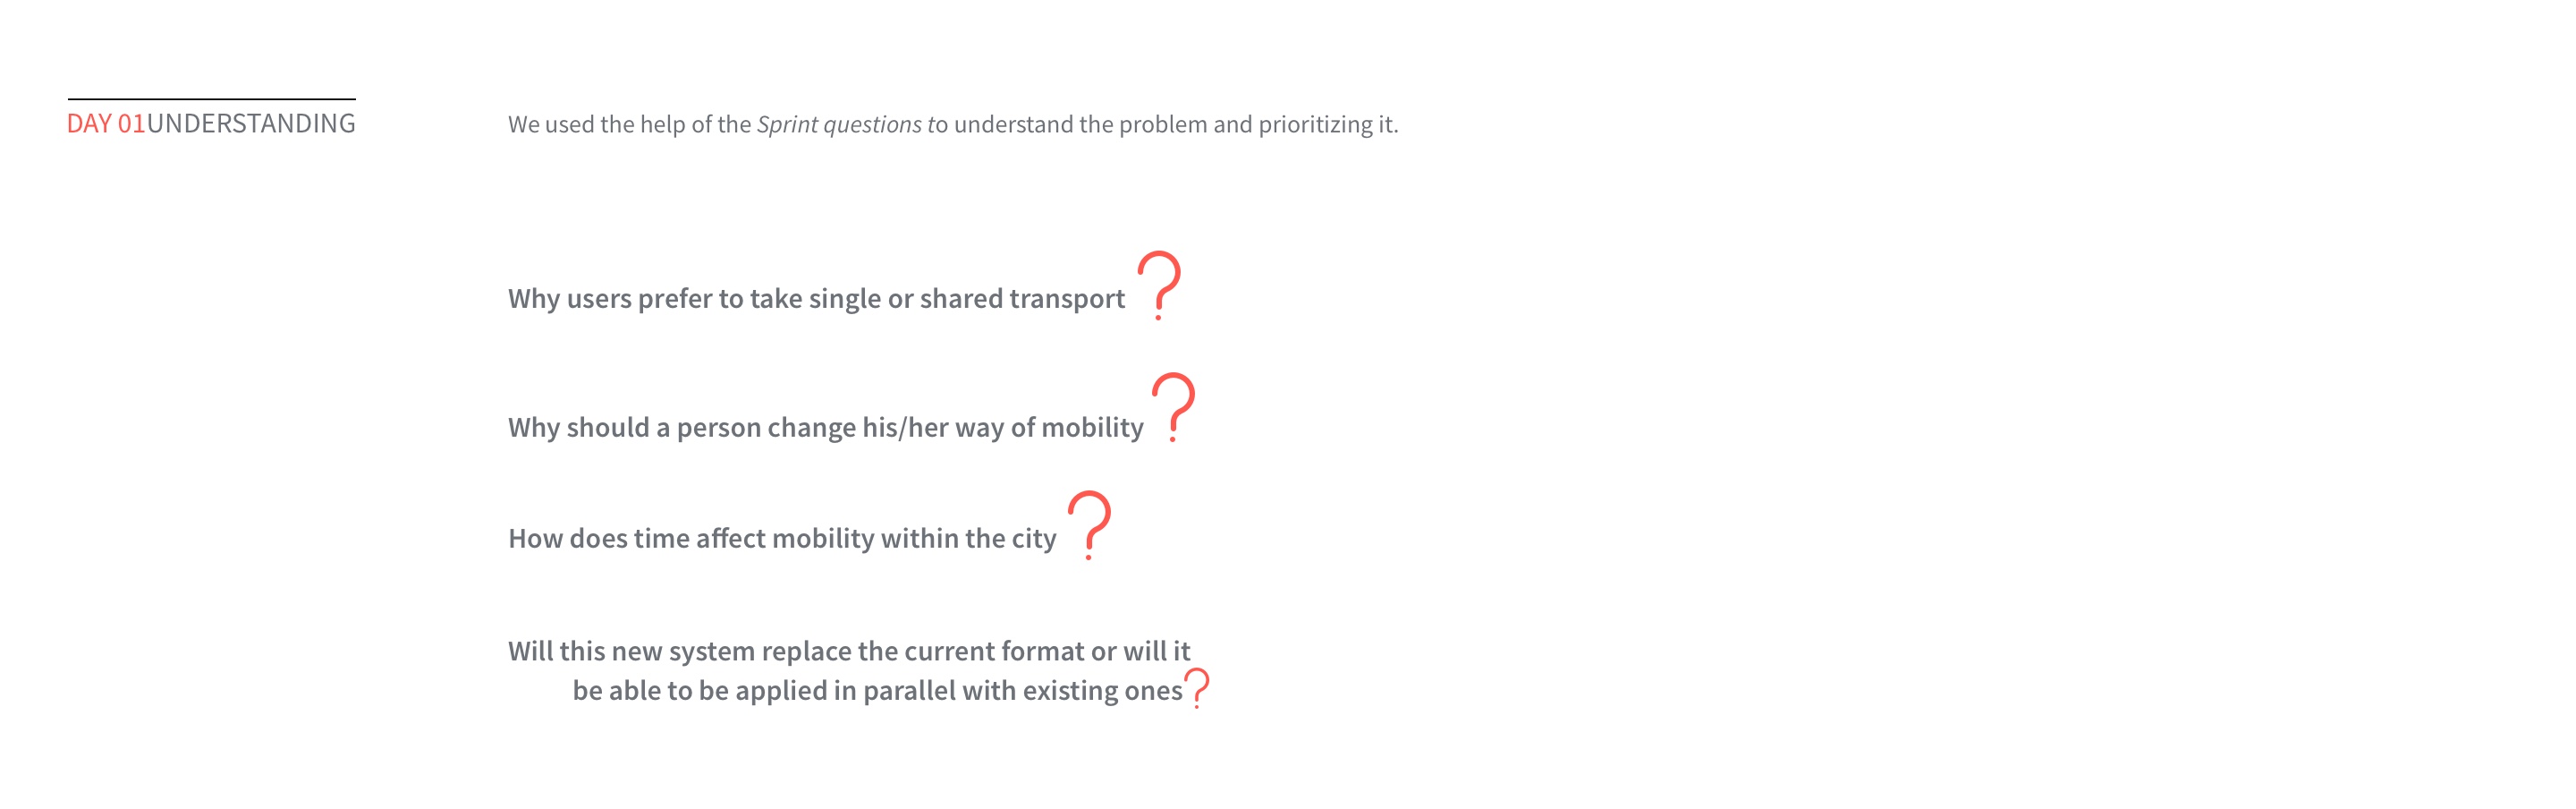 DAY 01UNDERSTANDING
We used the help of the Sprint questions to understand the problem and prioritizing it.
Why users prefer to take single or shared transport ?
Why should a person change his/her way of mobility ?
How does time affect mobility within the city ?
Will this new system replace the current format or will it
be able to be applied in parallel with existing ones?